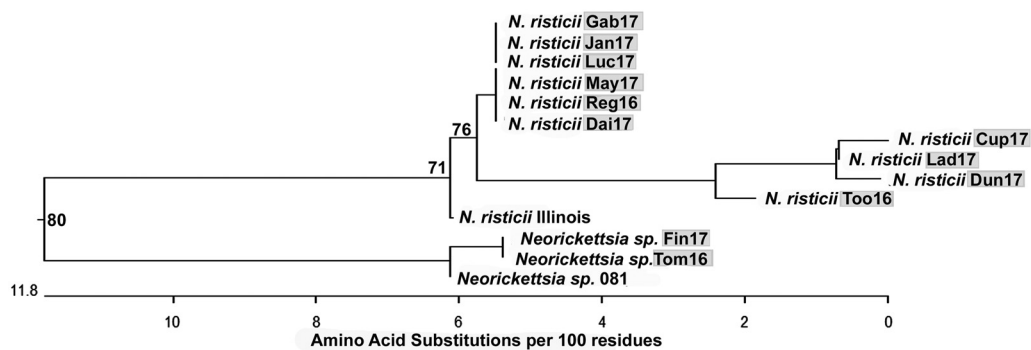 N. risticii Gab17
N. risticii Jan17
N. risticii Luc17
N. risticii May17
N. risticii Reg16
N. risticii Dai17
76
N. risticii Cup17
N. risticii Lad17
71
N. risticii Dun17
N. risticii Too16
N. risticii Illinois
80
Neorickettsia sp. Fin17
Neorickettsia sp.Tom16
Neorickettsia sp. 081
11.8
10 8 6 4 2 0
Amino Acid Substitutions per 100 residues